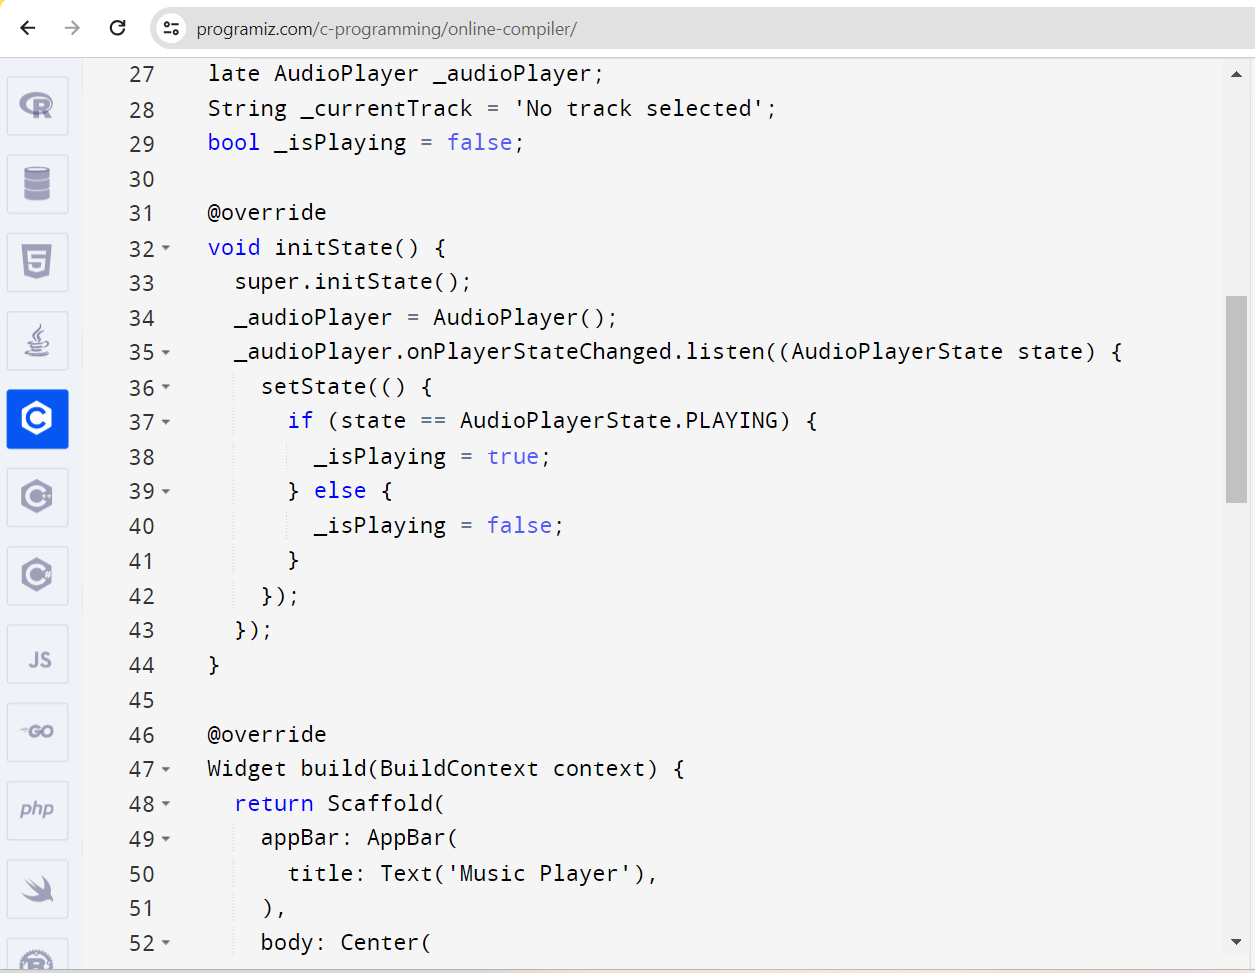 programiz.com/c-programming/online-compiler/
27 late AudioPlayer _audioPlayer;
28 String _currentTrack = 'No track selected';
29 bool _isPlaying = false;
30
31 @override
32 void initState() {
33 super.initState();
34 _audioPlayer = AudioPlayer();
35 _audioPlayer.onPlayerStateChanged.listen((AudioPlayerState state) {
36 setState(() {
37 if (state == AudioPlayerState.PLAYING) {
38 _isPlaying = true;
39 } else {
40 _isPlaying = false;
41 }
42 });
43 });
44 }
45
46 @override
47 Widget build(BuildContext context) {
48 return Scaffold(
49 appBar: AppBar(
50 title: Text('Music Player'),
51 ),
52 body: Center(
R
5
C
C
C#
JS
GO
php
R